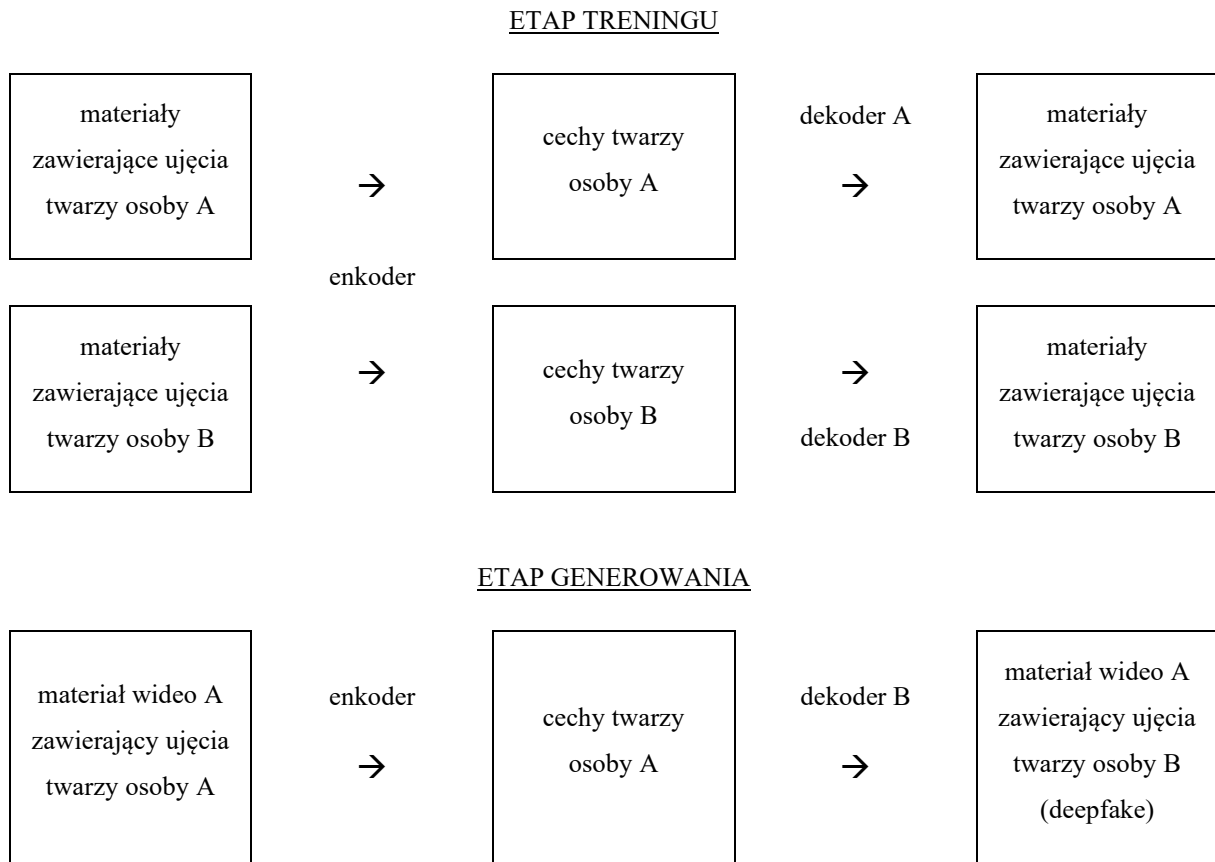 ETAP TRENINGU
materiały
zawierające ujęcia
twarzy osoby A
→
cechy twarzy
osoby A
dekoder A
→
materiały
zawierające ujęcia
twarzy osoby A
enkoder
materiały
zawierające ujęcia
twarzy osoby B
→
cechy twarzy
osoby B
→
dekoder B
materiały
zawierające ujęcia
twarzy osoby B
ETAP GENEROWANIA
materiał wideo A
zawierający ujęcia
twarzy osoby A
enkoder
→
cechy twarzy
osoby A
dekoder B
→
materiał wideo A
zawierający ujęcia
twarzy osoby B
(deepfake)